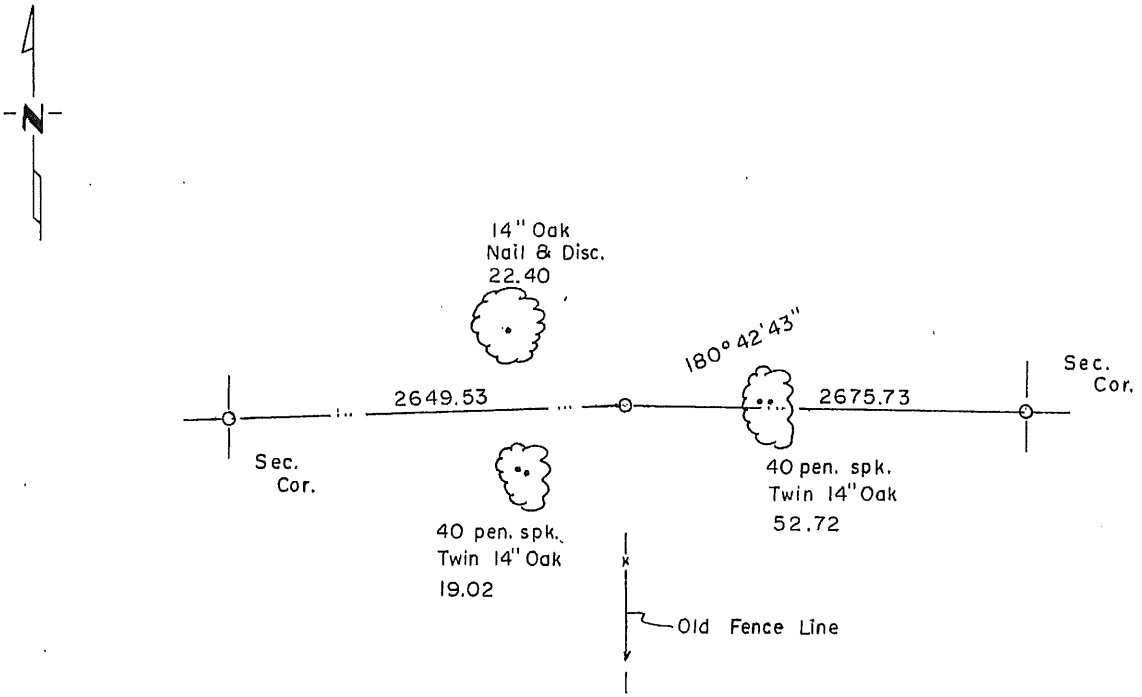 N
14" Oak
Nail & Disc.
22.40
180° 42' 43"
2649.53
2675.73
Sec.
Cor.
Sec.
Cor.
40 pen. spk.
Twin 14" Oak
52.72
40 pen. spk.
Twin 14" Oak
19.02
Old Fence Line